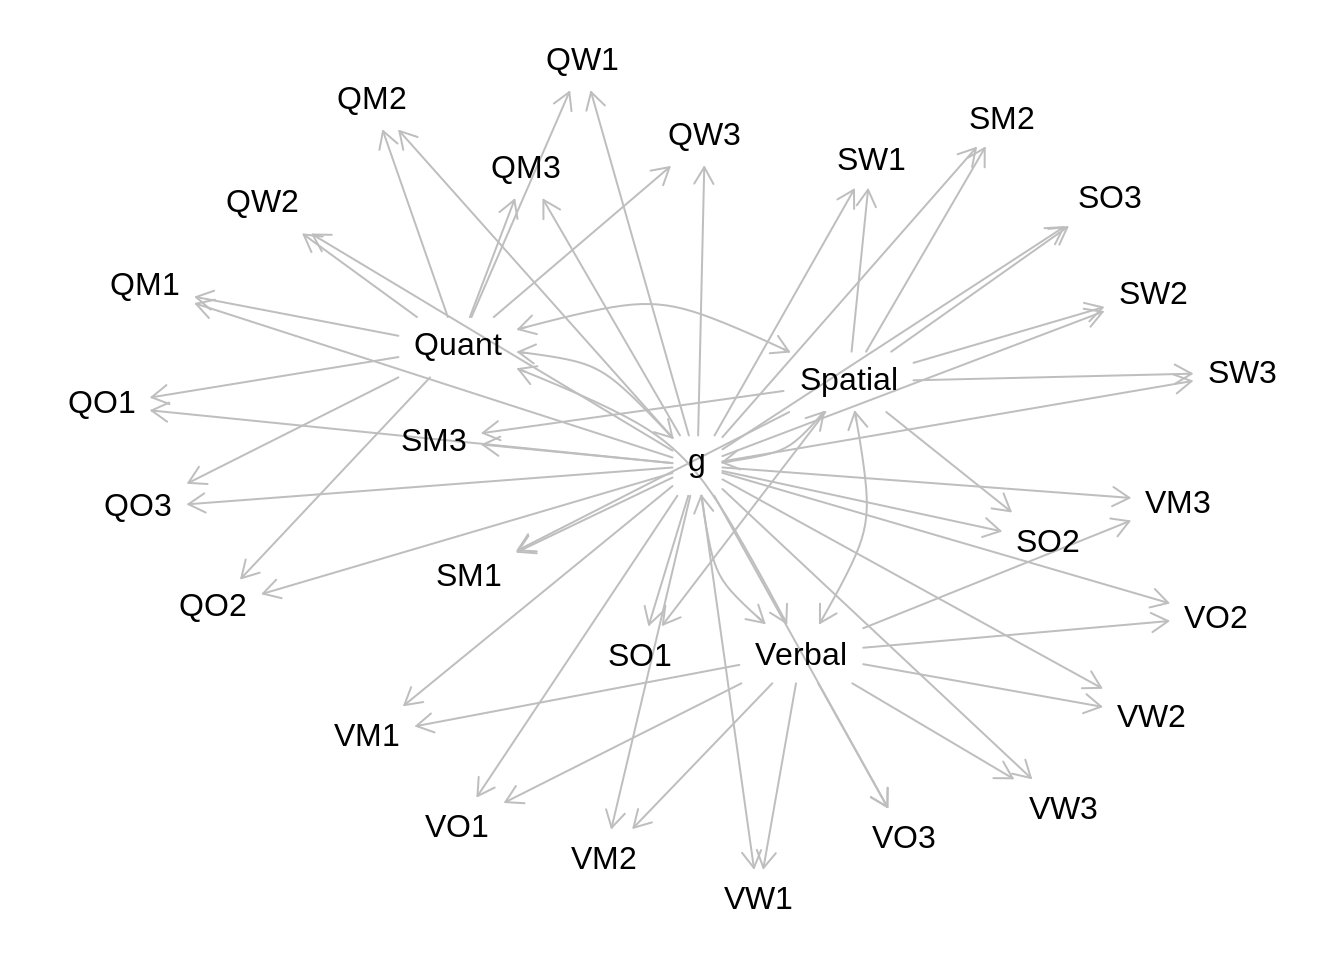 QW1
QM2
SM2
QW3
SW1
QM3
SO3
QW2
QM1
SW2
Quant
SW3
Spatial
QO1
SM3
g
VM3
QO3
SO2
SM1
QO2
VO2
SO1
Verbal
VW2
VM1
VW3
VO1
VO3
VM2
VW1